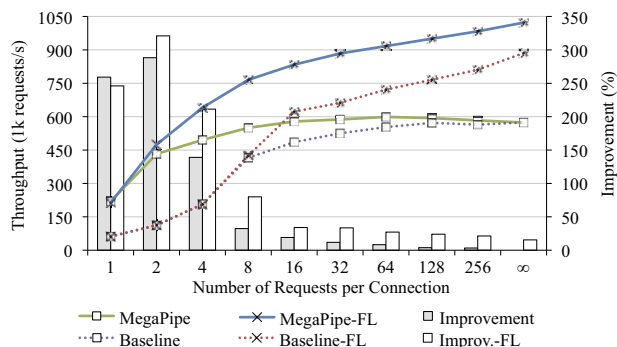 1050
900
750
600
450
300
150
0
Throughput (1k requests/s)
350
300
250
200
150
100
50
0
Improvement (%)
1 2 4 8 16 32 64 128 256 ∞
Number of Requests per Connection
MegaPipe MegaPipe-FL Improvement
Baseline Baseline-FL Improv.-FL